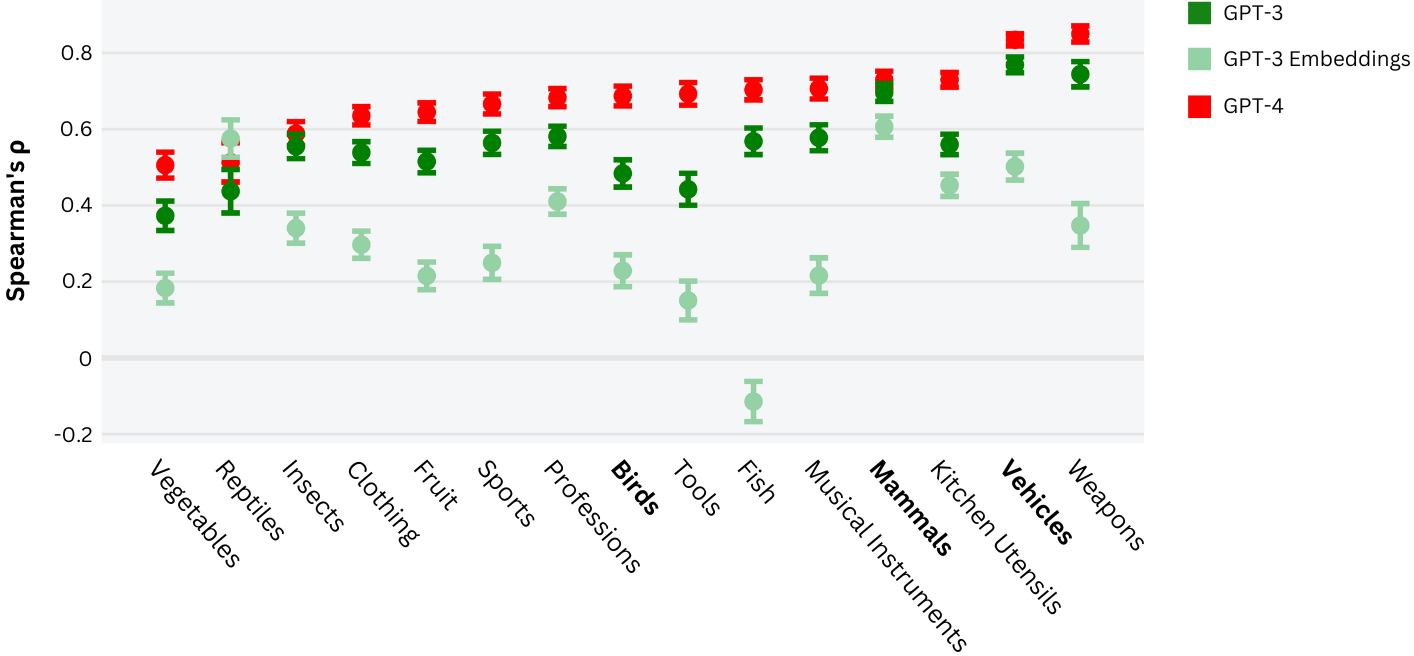 GPT-3
GPT-3 Embeddings
GPT-4
Spearman's ρ
0.8
0.6
0.4
0.2
0
-0.2
Vegetables
Reptiles
Insects
Clothing
Fruit
Sports
Professions
Birds
Tools
Fish
Musical Instruments
Mammals
Kitchen Utensils
Vehicles
Weapons